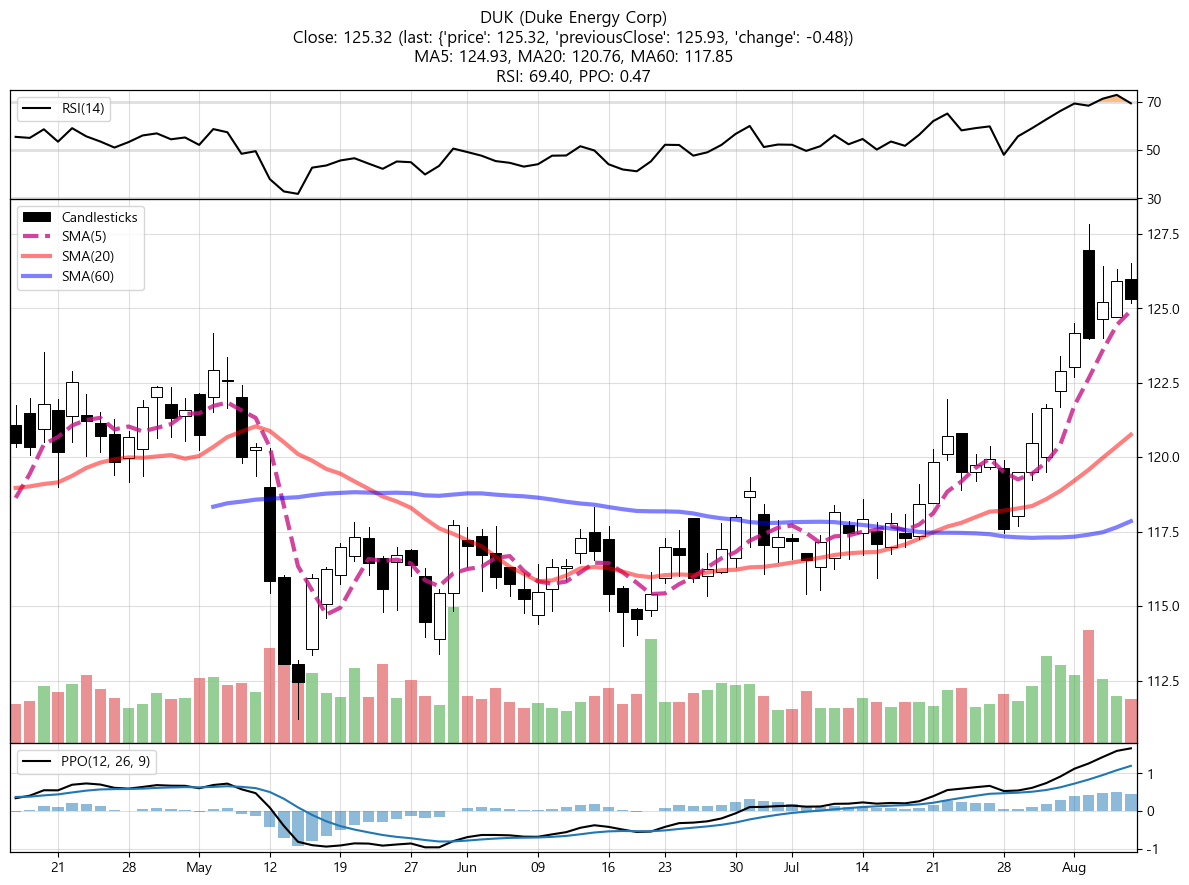 DUK (Duke Energy Corp)
Close: 125.32 (last: {'price': 125.32, 'previousClose': 125.93, 'change': -0.48})
MA5: 124.93, MA20: 120.76, MA60: 117.85
RSI: 69.40, PPO: 0.47
RSI(14)
70
50
30
Candlesticks
SMA(5)
SMA(20)
SMA(60)
127.5
125.0
122.5
120.0
117.5
115.0
112.5
PPO(12, 26, 9)
1
0
-1
21 28 May 12 19 27 Jun 09 16 23 30 Jul 14 21 28 Aug